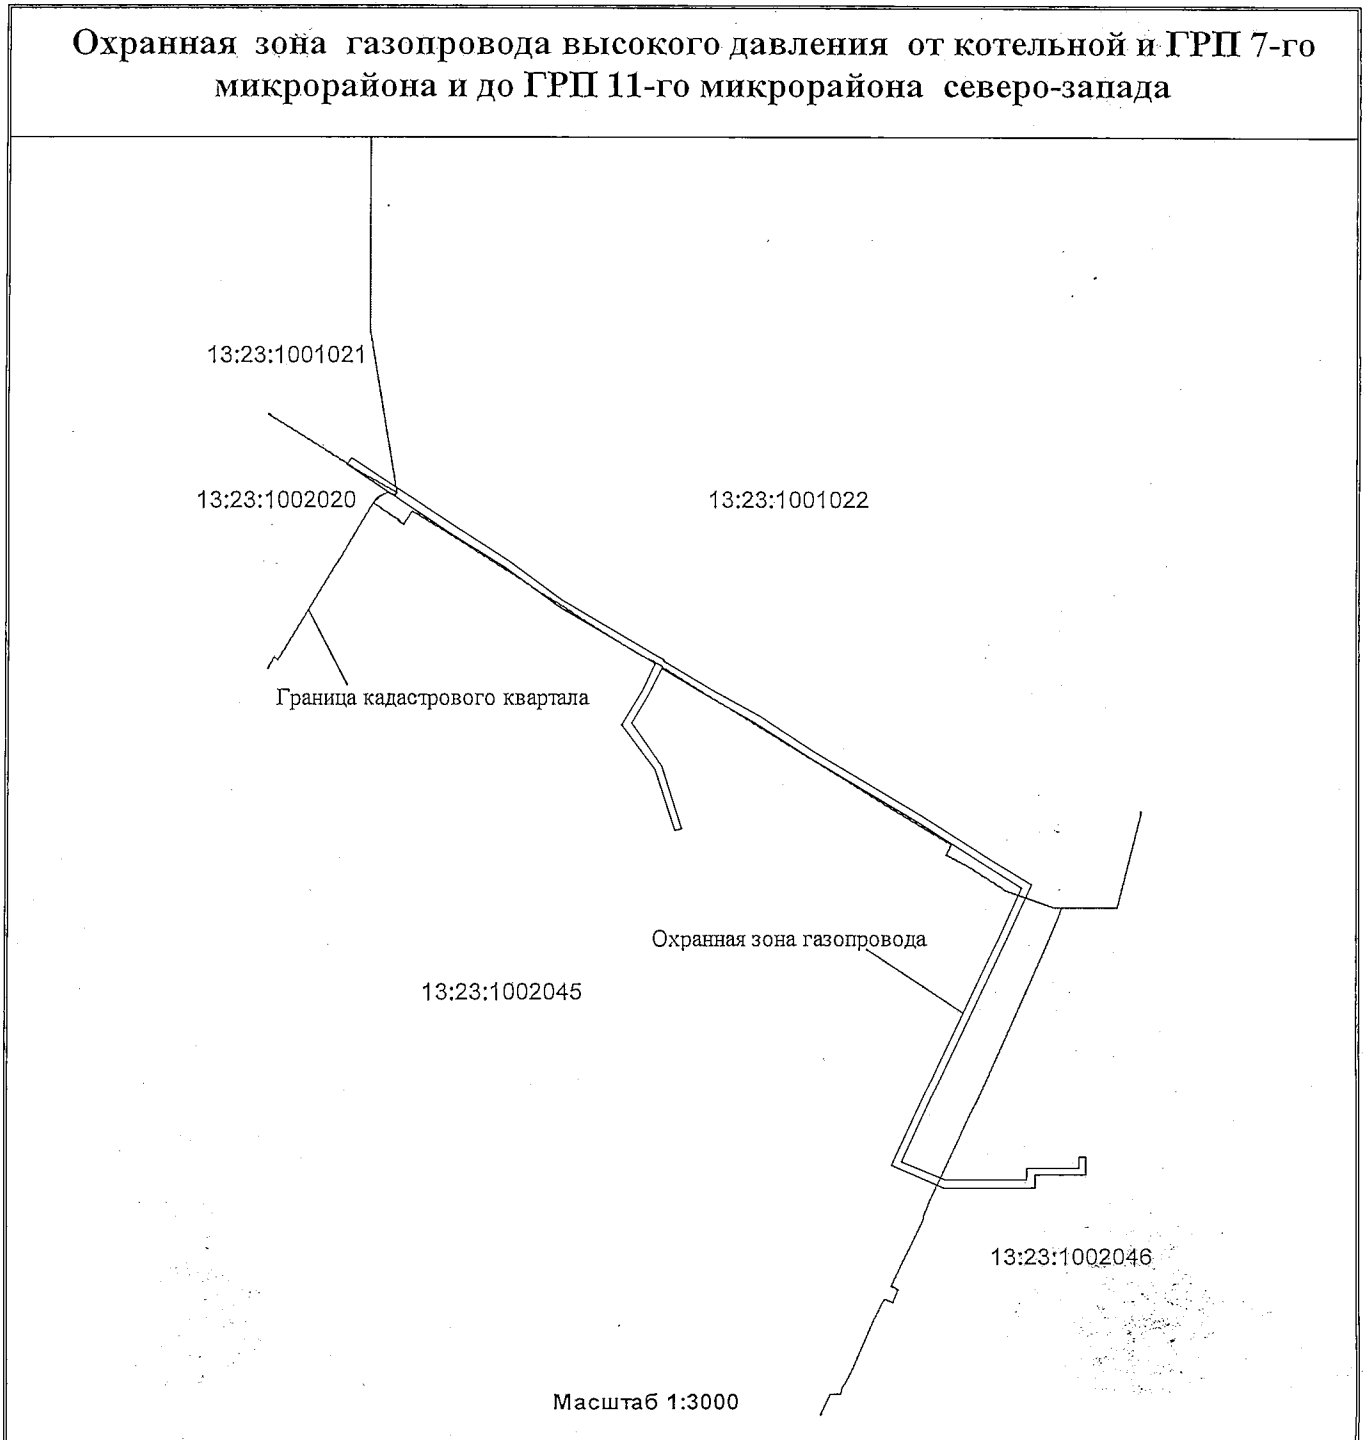 Охранная зона газопровода высокого давления от котельной и ГРП 7-го
микрорайона и до ГРП 11-го микрорайона северо-запада
13:23:1001021
13:23:1002020
13:23:1001022
Граница кадастрового квартала
Охранная зона газопровода
13:23:1002045
13:23:1002046
Масштаб 1:3000